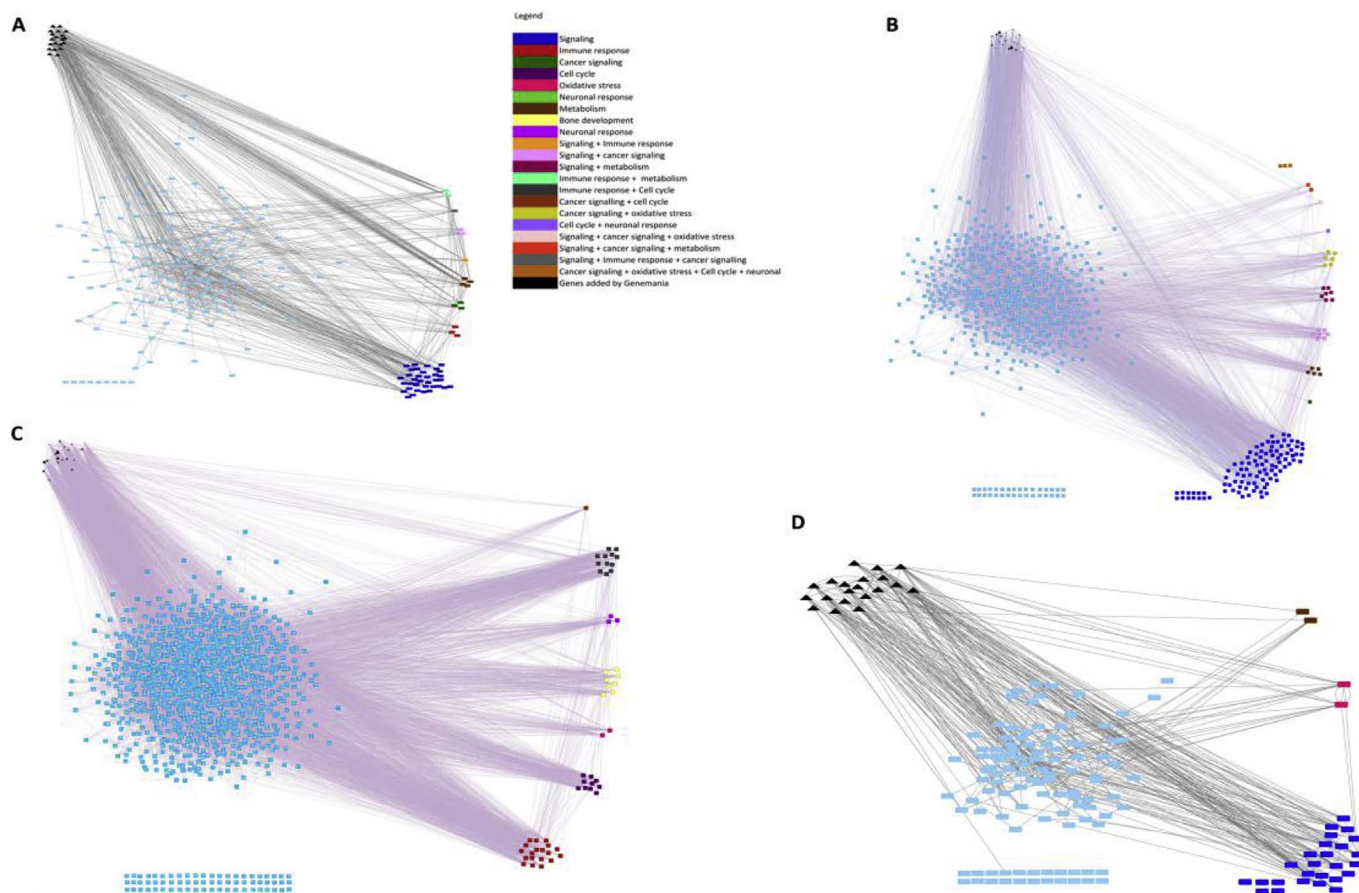 A
Legend
Signaling
Immune response
Cancer signaling
Cell cycle
Oxidative stress
Neuronal response
Metabolism
Bone development
Neuronal response
Signaling + Immune response
Signaling + cancer signaling
Signaling + metabolism
Immune response + metabolism
Immune response + Cell cycle
Cancer signalling + cell cycle
Cancer signaling + oxidative stress
Cell cycle + neuronal response
Signaling + cancer signaling + oxidative stress
Signaling + cancer signaling + metabolism
Signaling + Immune response + cancer signalling
Cancer signaling + oxidative stress + Cell cycle + neuronal
Genes added by Genemania
B
C
D